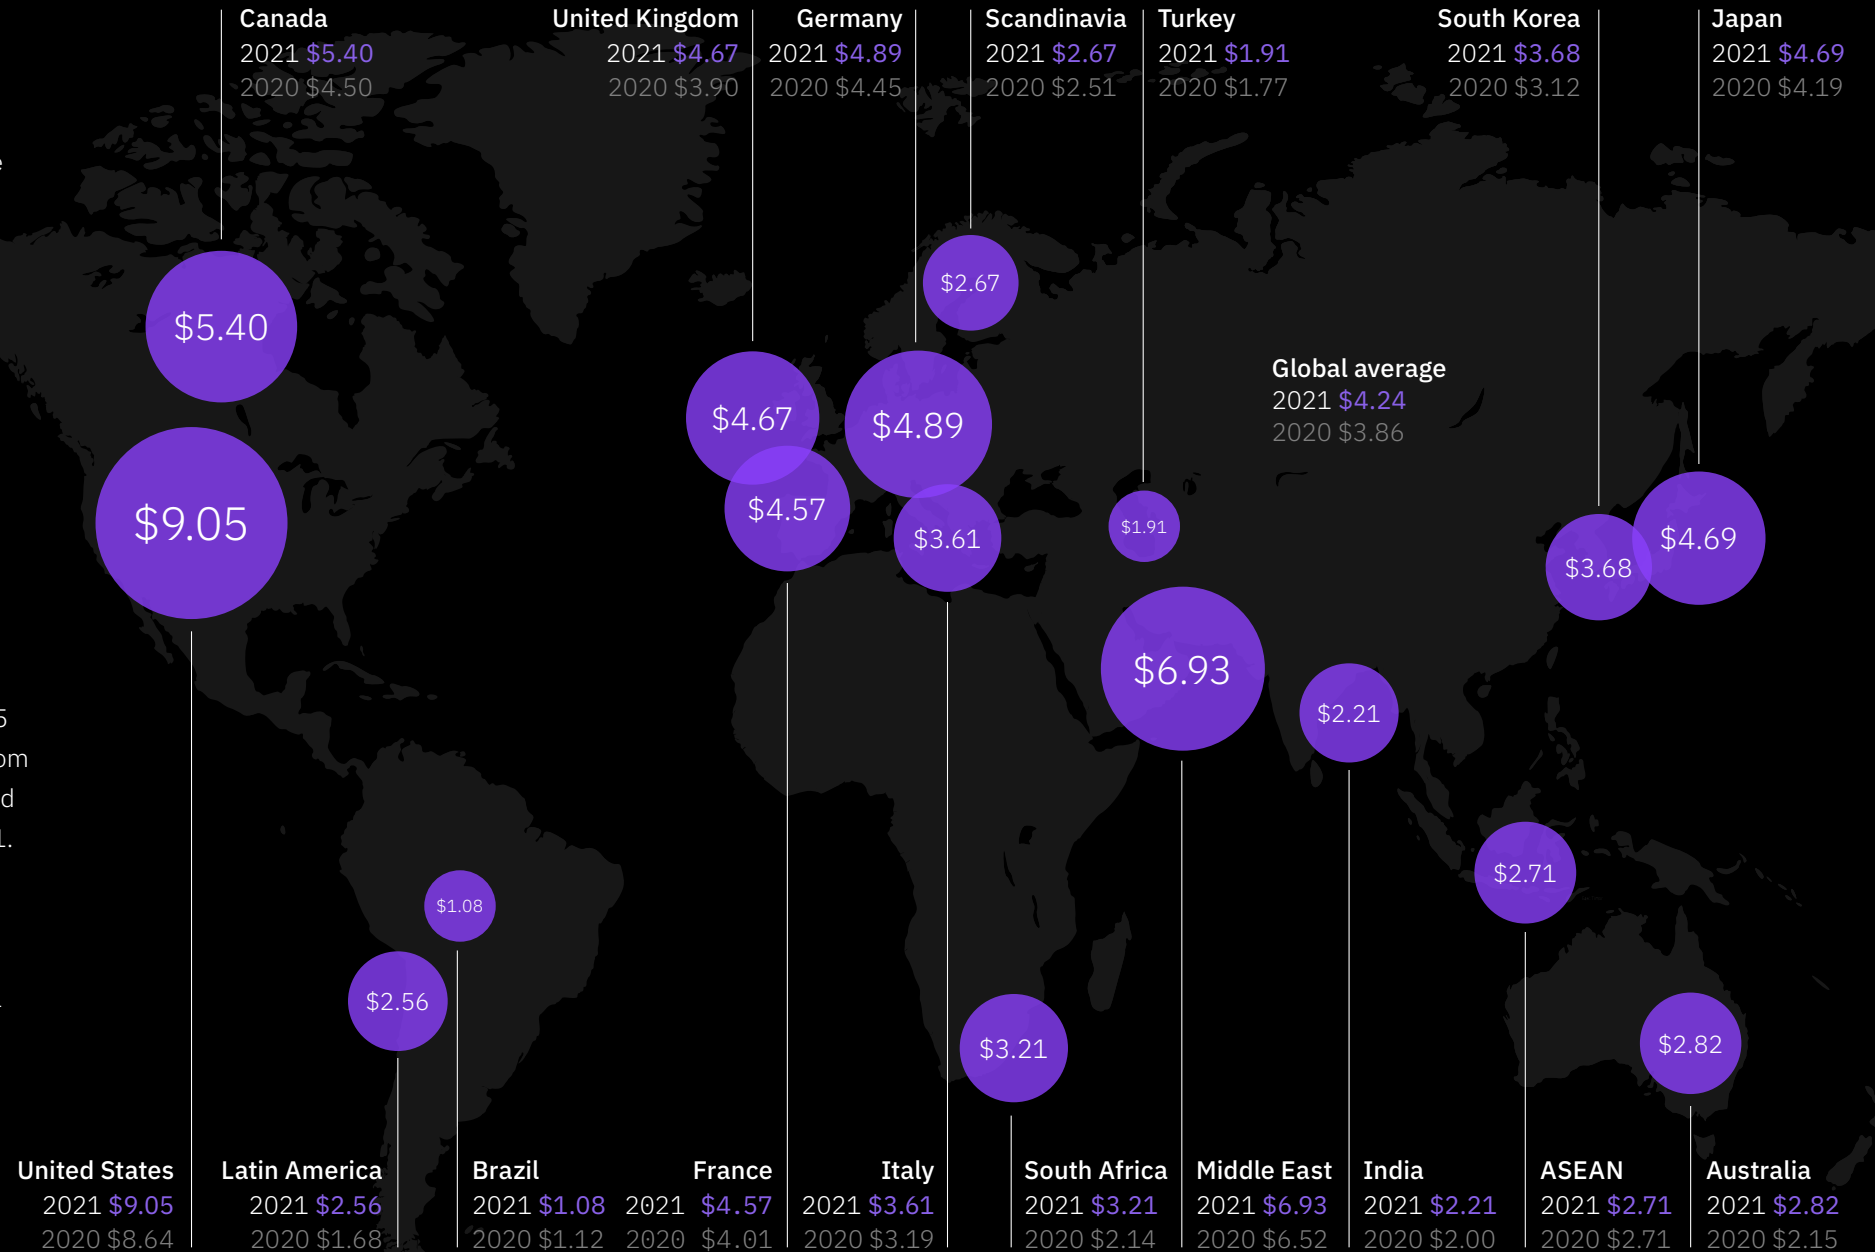 Canada
2021 $5.40
2020 $4.50
United Kingdom
2021 $4.67
2020 $3.90
Germany
2021 $4.89
2020 $4.45
Scandinavia
2021 $2.67
2020 $2.51
Turkey
2021 $1.91
2020 $1.77
South Korea
2021 $3.68
2020 $3.12
Japan
2021 $4.69
2020 $4.19
e
$2.67
$5.40
Global average
2021 $4.24
2020 $3.86
$4.67
$4.89
$9.05
$4.57
$3.61
$1.91
$3.68
$4.69
$6.93
$2.21
5
om
d
1.
$2.71
$1.08
$2.56
$3.21
$2.82
United States
2021 $9.05
2020 $8.64
Latin America
2021 $2.56
2020 $1.68
Brazil
2021 $1.08
2020 $1.12
France
2021 $4.57
2020 $4.01
Italy
2021 $3.61
2020 $3.19
South Africa
2021 $3.21
2020 $2.14
Middle East
2021 $6.93
2020 $6.52
India
2021 $2.21
2020 $2.00
ASEAN
2021 $2.71
2020 $2.71
Australia
2021 $2.82
2020 $2.15